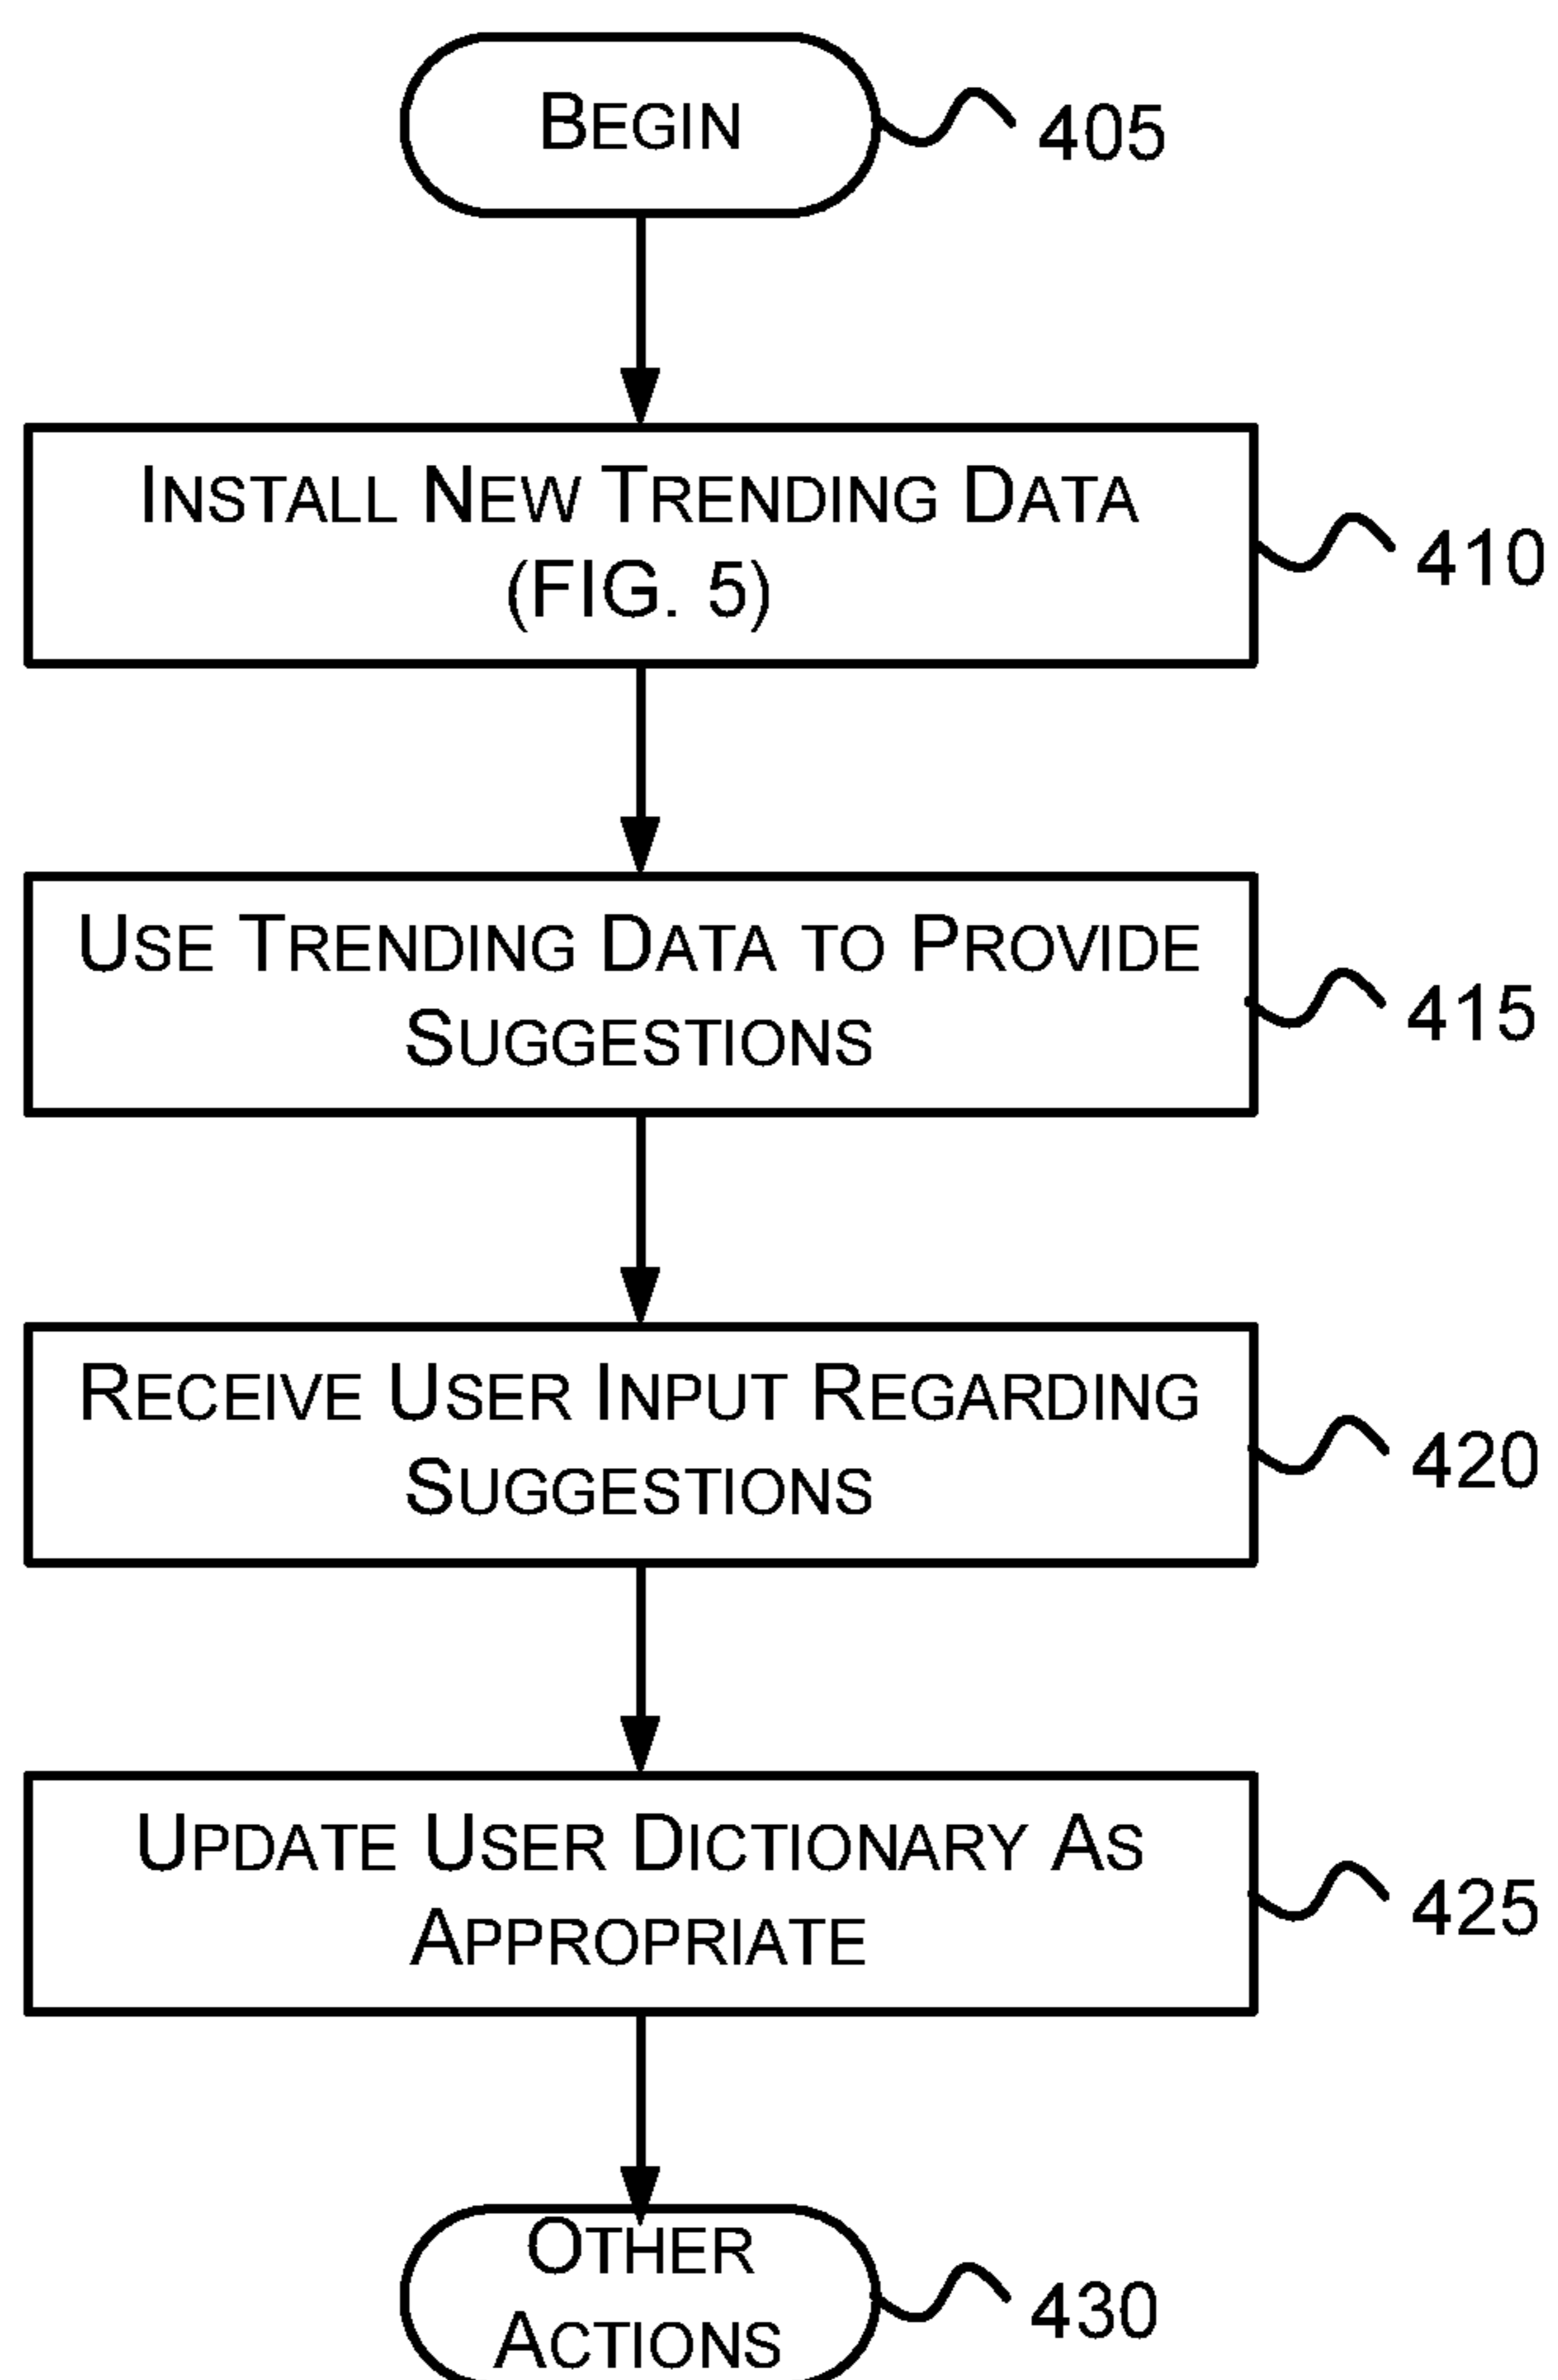 BEGIN
405
INSTALL NEW TRENDING DATA
(FIG. 5)
410
USE TRENDING DATA TO PROVIDE
SUGGESTIONS
415
RECEIVE USER INPUT REGARDING
SUGGESTIONS
420
UPDATE USER DICTIONARY AS
APPROPRIATE
425
OTHER
ACTIONS
430